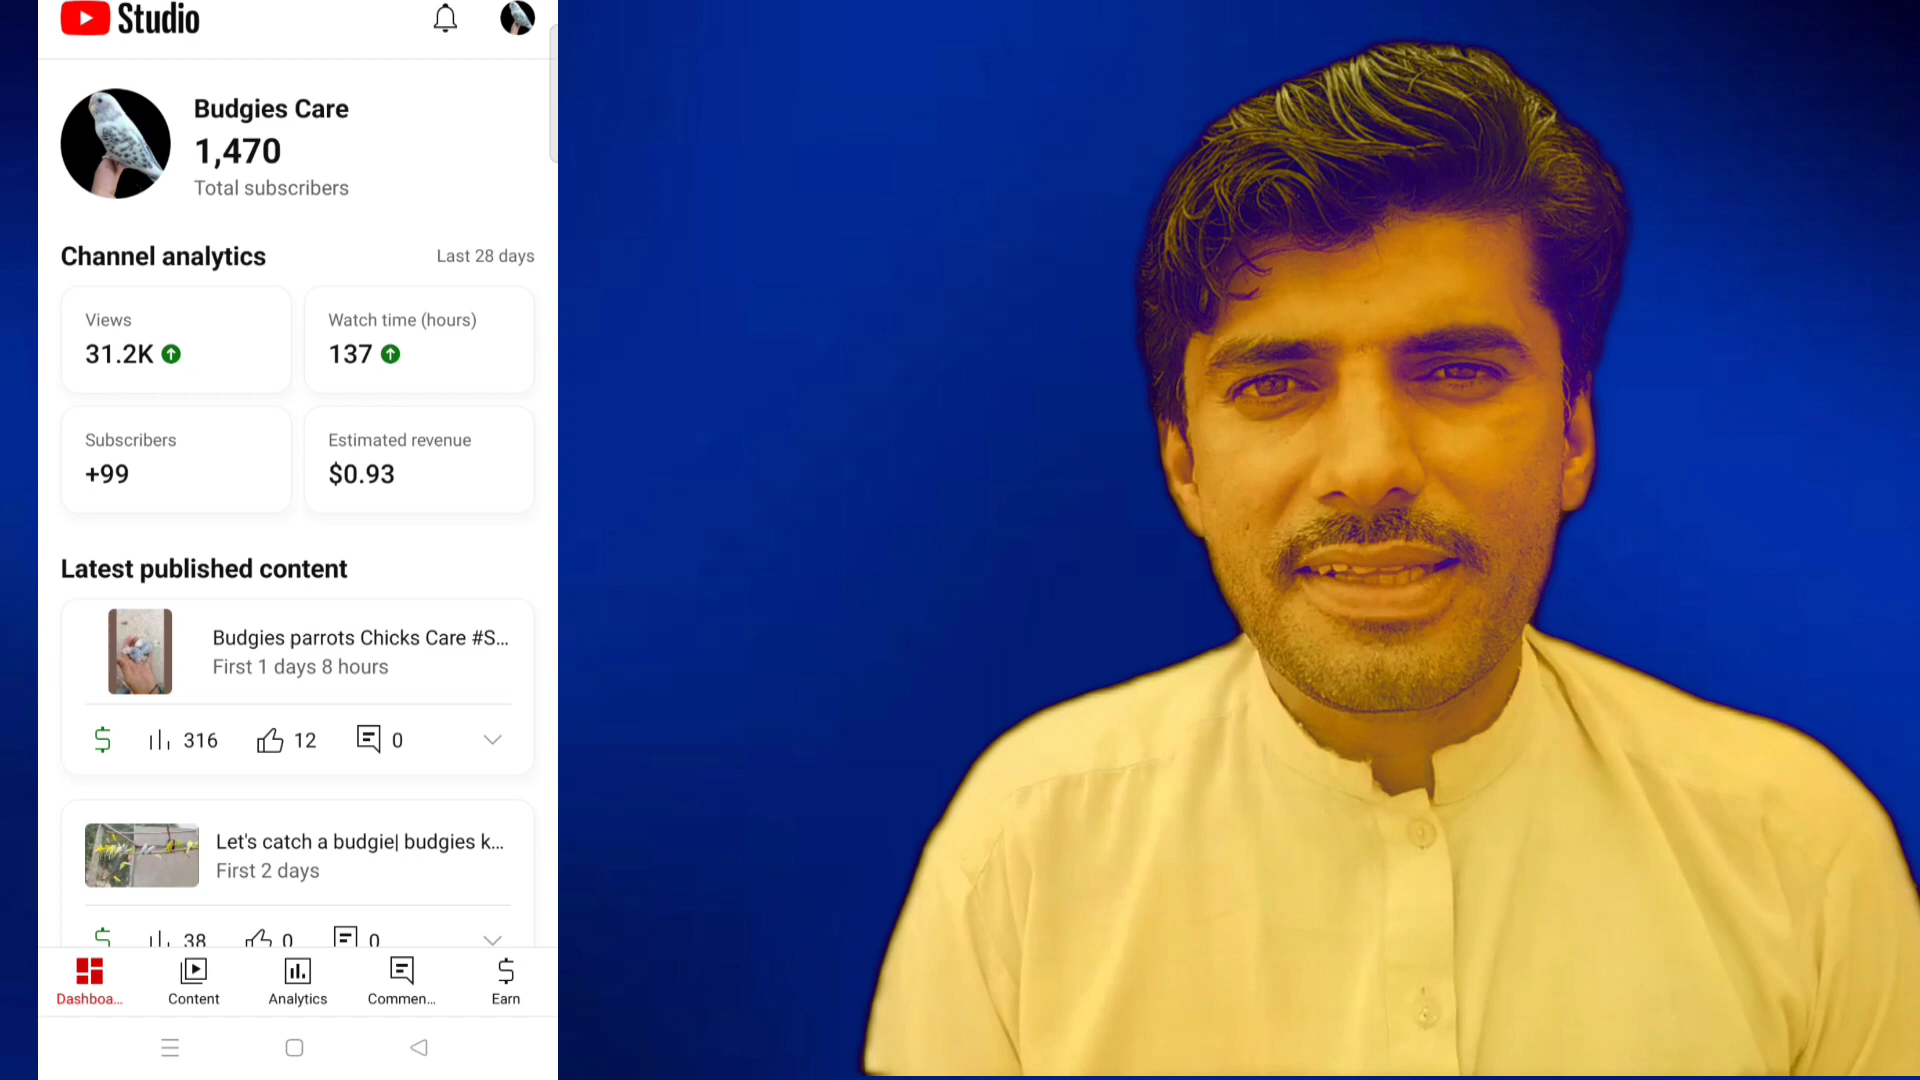 Studio
Budgies Care
1,470
Total subscribers
Channel analytics
Last 28 days
Views
31.2K
Watch time (hours)
137
Subscribers
+99
Estimated revenue
$0.93
Latest published content
Budgies parrots Chicks Care #S...
First 1 days 8 hours
316
12
0
Let's catch a budgie| budgies k...
First 2 days
38
0
0
Dashboa...
Content
Analytics
Commen...
Earn